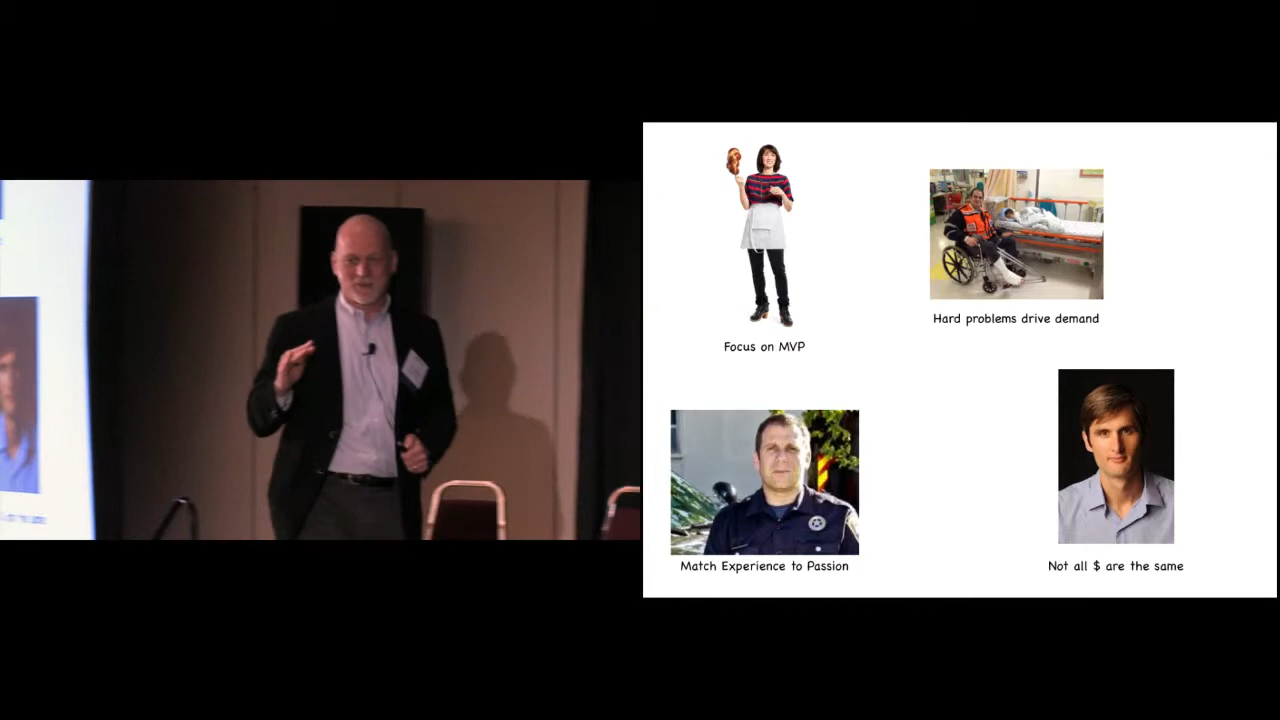 Focus on MVP
Hard problems drive demand
Match Experience to Passion
Not all $ are the same